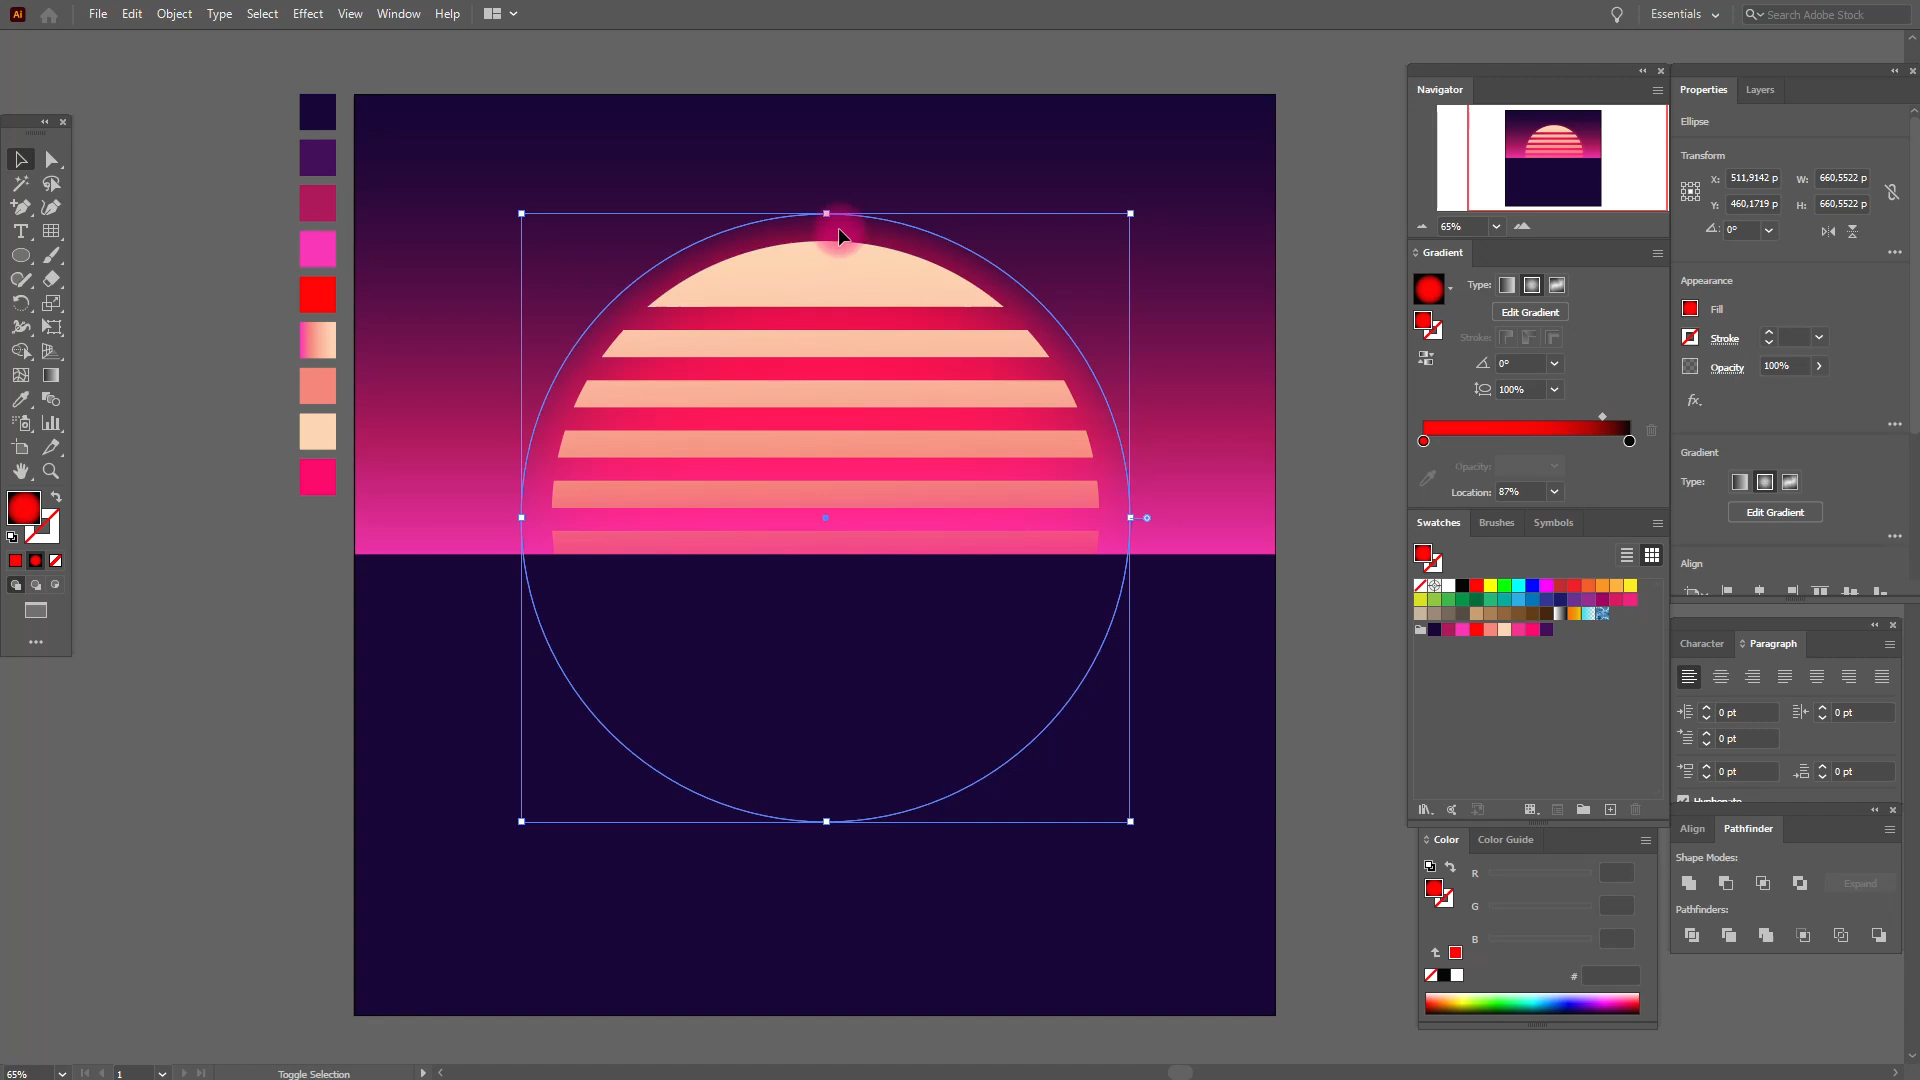 Ai File Edit Object Type Select Effect View Window Help
Essentials
Search Adobe Stock
Navigator
65%
Gradient
Type:
Edit Gradient
Stroke:
0°
100%
Opacity:
Location: 87%
Swatches Brushes Symbols
Color Color Guide
R
G
B
#
Properties Layers
Ellipse
Transform
X: 511,9142 p W: 660,5522 p
Y: 460,1719 p H: 660,5522 p
0°
Appearance
Fill
Stroke
Opacity 100%
fx.
Gradient
Type:
Edit Gradient
Align
Character Paragraph
0 pt 0 pt
0 pt
0 pt 0 pt
Hyphenate
Align Pathfinder
Shape Modes:
Expand
Pathfinders:
65% 1 Toggle Selection